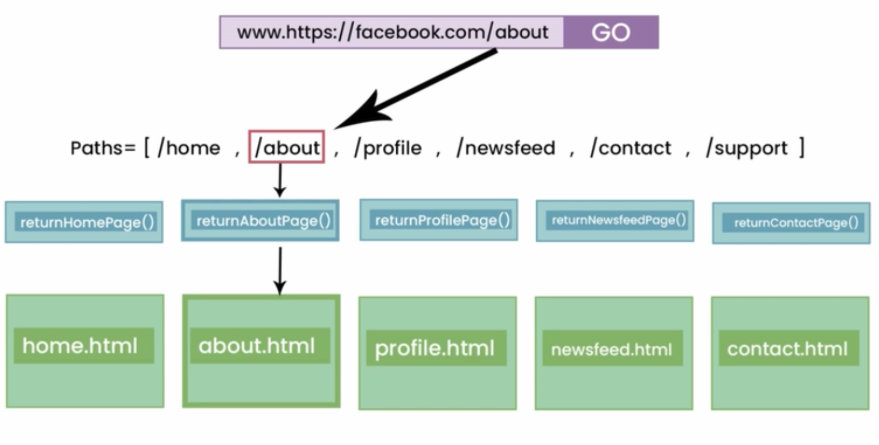 www.https://facebook.com/about GO
Paths= [ /home , /about , /profile , /newsfeed , /contact , /support ]
returnHomePage() returnAboutPage() returnProfilePage() returnNewsfeedPage() returnContactPage()
home.html about.html profile.html newsfeed.html contact.html